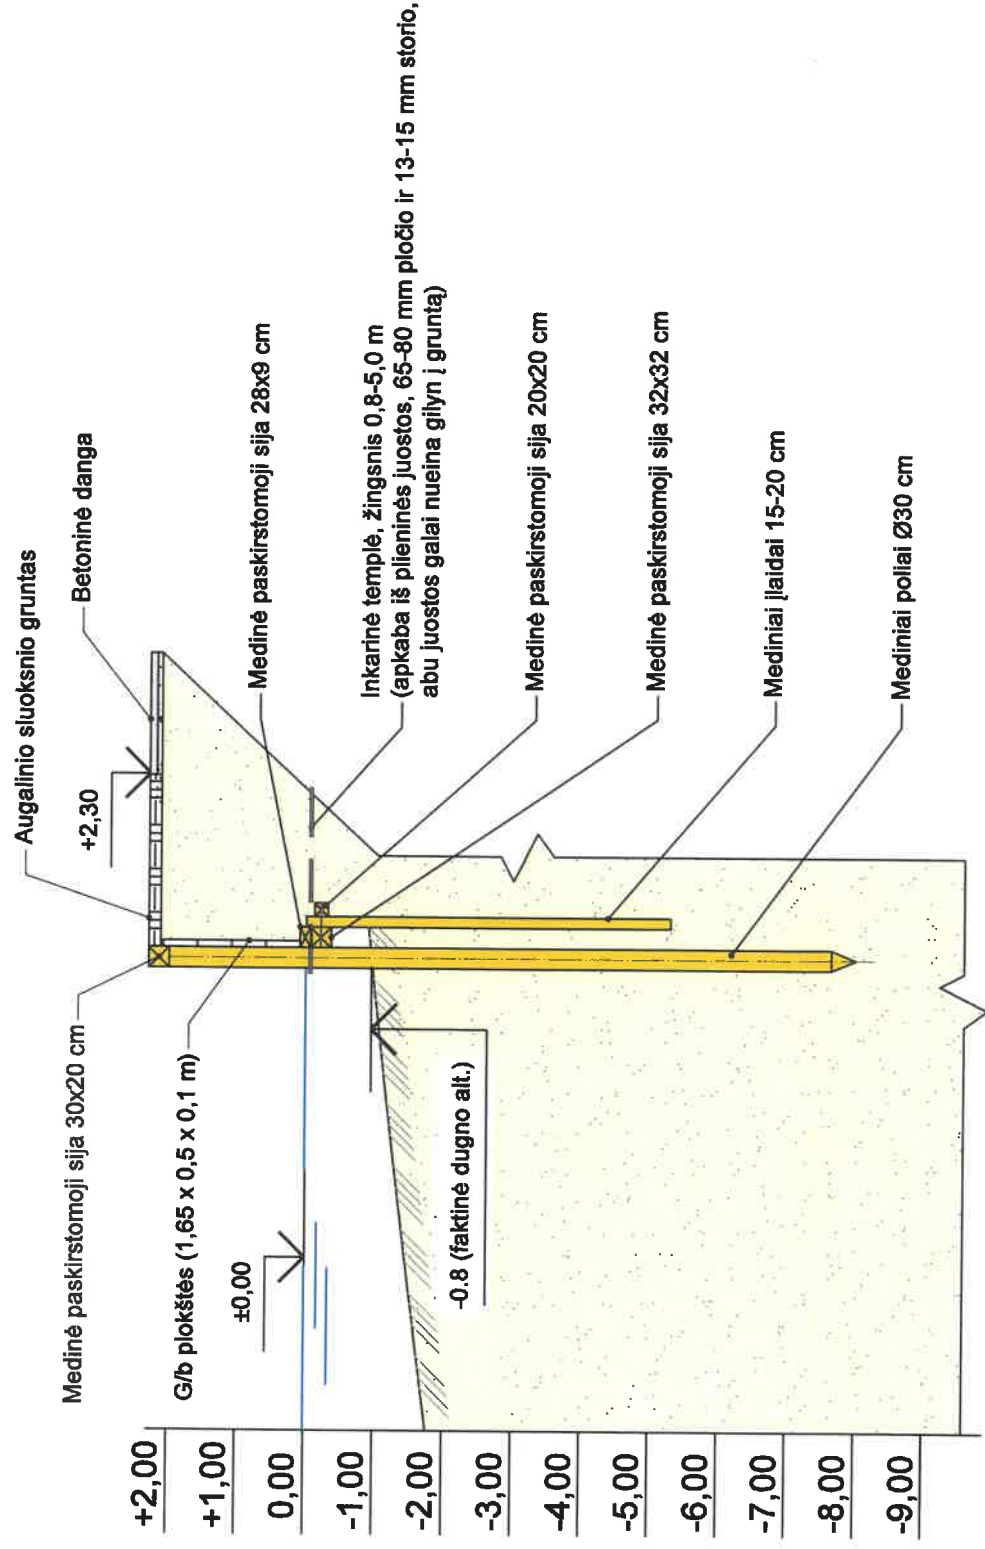 Augalinio sluoksnio gruntas
Betoninė danga
+2,30
Medinė paskirstomoji sija 30x20 cm
G/b plokštės (1,65 x 0,5 x 0,1 m)
±0,00
Medinė paskirstomoji sija 28x9 cm
Inkarinė templė, žingsnis 0,8-5,0 m
(apkaba iš plieninės juostos, 65-80 mm pločio ir 13-15 mm storio,
abu juostos galai nueina gilyn į gruntą)
Medinė paskirstomoji sija 20x20 cm
Medinė paskirstomoji sija 32x32 cm
-0.8 (faktinė dugno alt.)
Mediniai įlaidai 15-20 cm
Mediniai poliai Ø30 cm
+2,00
+1,00
0,00
-1,00
-2,00
-3,00
-4,00
-5,00
-6,00
-7,00
-8,00
-9,00